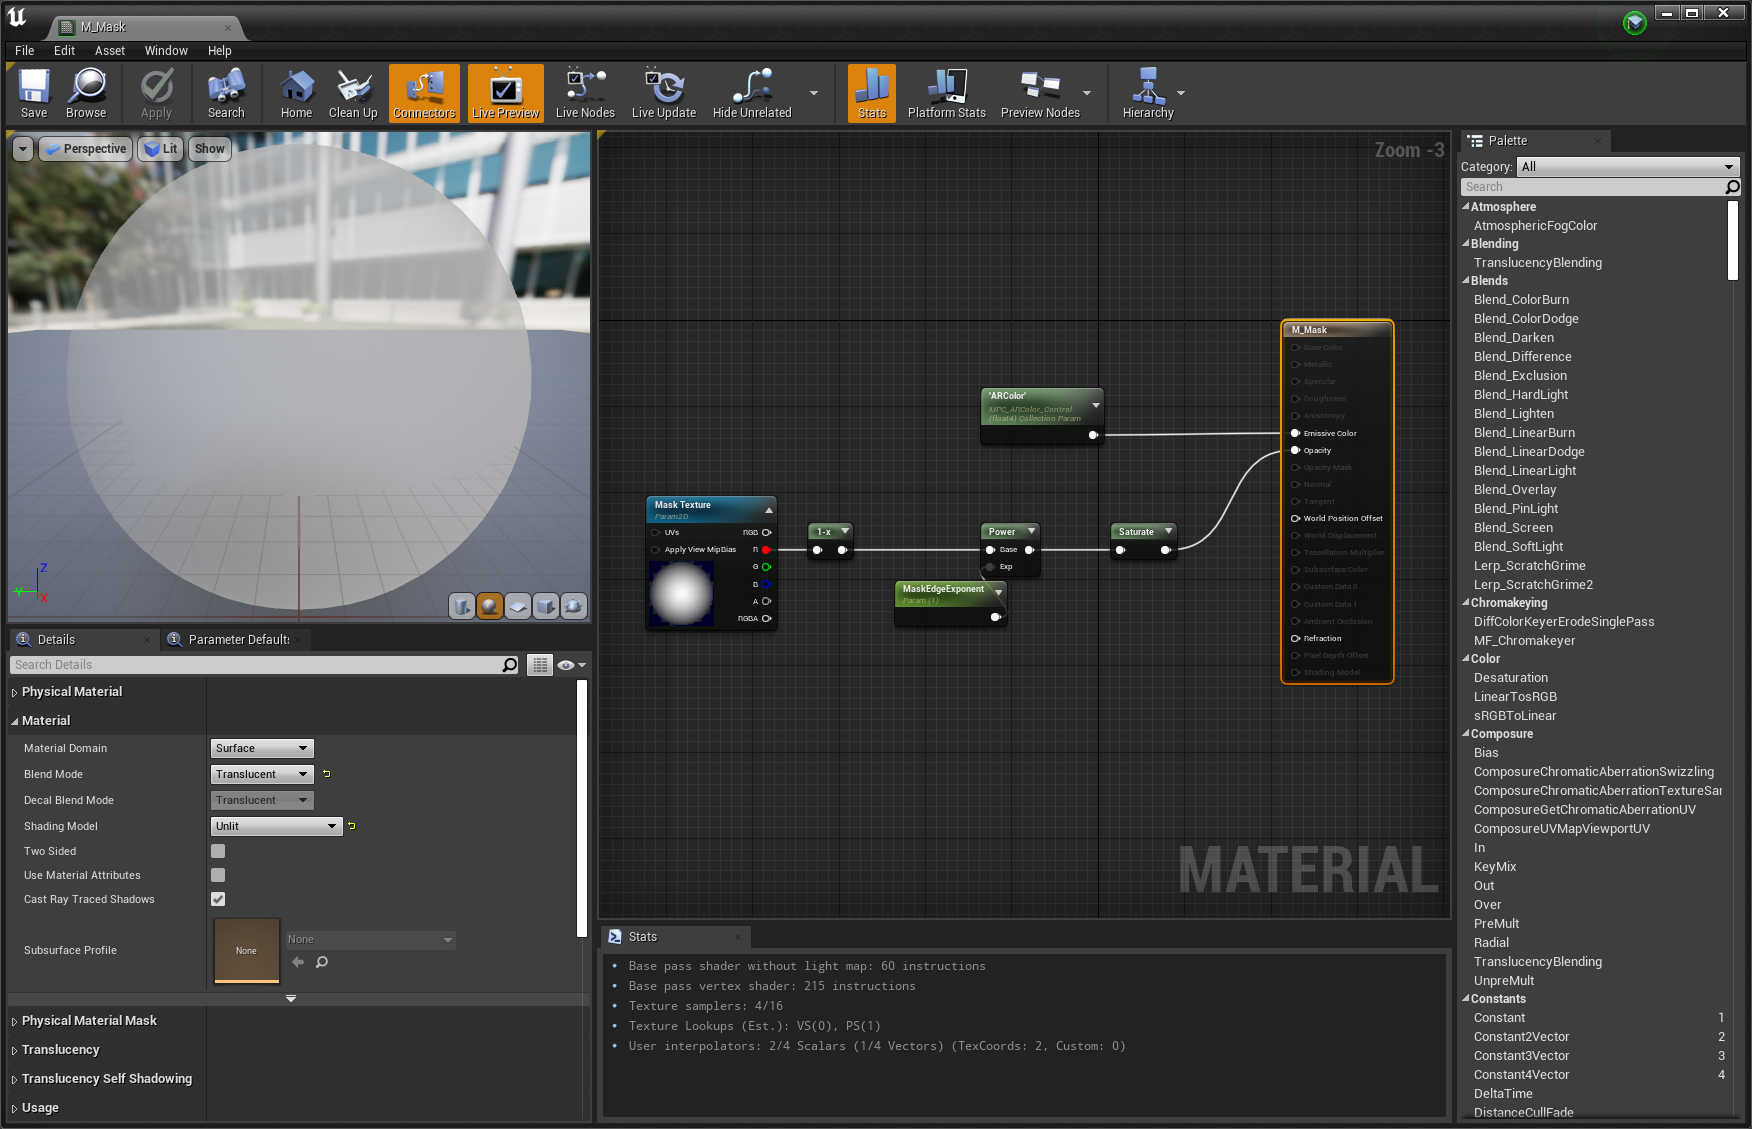 M_Mask
File Edit Asset Window Help
Save Browse Apply Search Home Clean Up Connectors Live Preview Live Nodes Live Update Hide Unrelated Stats Platform Stats Preview Nodes Hierarchy
Perspective Lit Show
Z
Y
X
Details
Parameter Default
Search Details
Physical Material
Material
Material Domain Surface
Blend Mode Translucent
Decal Blend Mode Translucent
Shading Model Unlit
Two Sided
Use Material Attributes
Cast Ray Traced Shadows
Subsurface Profile None None
Physical Material Mask
Translucency
Translucency Self Shadowing
Usage
Zoom -3
'ARColor'
MPC_ARColor_Control
(float4) Collection Param
Mask Texture
Param2D
UVs RGB
Apply View MipBias R
G
B
A
RGBA
1-x
Power
Base
Exp
MaskEdgeExponent
Param (1)
Saturate
M_Mask
Base Color
Metallic
Specular
Roughness
Anisotropy
Emissive Color
Opacity
Opacity Mask
Normal
Tangent
World Position Offset
World Displacement
Tessellation Multiplier
Subsurface Color
Custom Data 0
Custom Data 1
Ambient Occlusion
Refraction
Pixel Depth Offset
Shading Model
MATERIAL
Stats
• Base pass shader without light map: 60 instructions
• Base pass vertex shader: 215 instructions
• Texture samplers: 4/16
• Texture Lookups (Est.): VS(0), PS(1)
• User interpolators: 2/4 Scalars (1/4 Vectors) (TexCoords: 2, Custom: 0)
Palette
Category: All
Search
Atmosphere
AtmosphericFogColor
Blending
TranslucencyBlending
Blends
Blend_ColorBurn
Blend_ColorDodge
Blend_Darken
Blend_Difference
Blend_Exclusion
Blend_HardLight
Blend_Lighten
Blend_LinearBurn
Blend_LinearDodge
Blend_LinearLight
Blend_Overlay
Blend_PinLight
Blend_Screen
Blend_SoftLight
Lerp_ScratchGrime
Lerp_ScratchGrime2
Chromakeying
DiffColorKeyerErodeSinglePass
MF_Chromakeyer
Color
Desaturation
LinearTosRGB
sRGBToLinear
Composure
Bias
ComposureChromaticAberrationSwizzling
ComposureChromaticAberrationTextureSar
ComposureGetChromaticAberrationUV
ComposureUVMapViewportUV
In
KeyMix
Out
Over
PreMult
Radial
TranslucencyBlending
UnpreMult
Constants
Constant 1
Constant2Vector 2
Constant3Vector 3
Constant4Vector 4
DeltaTime
DistanceCullFade